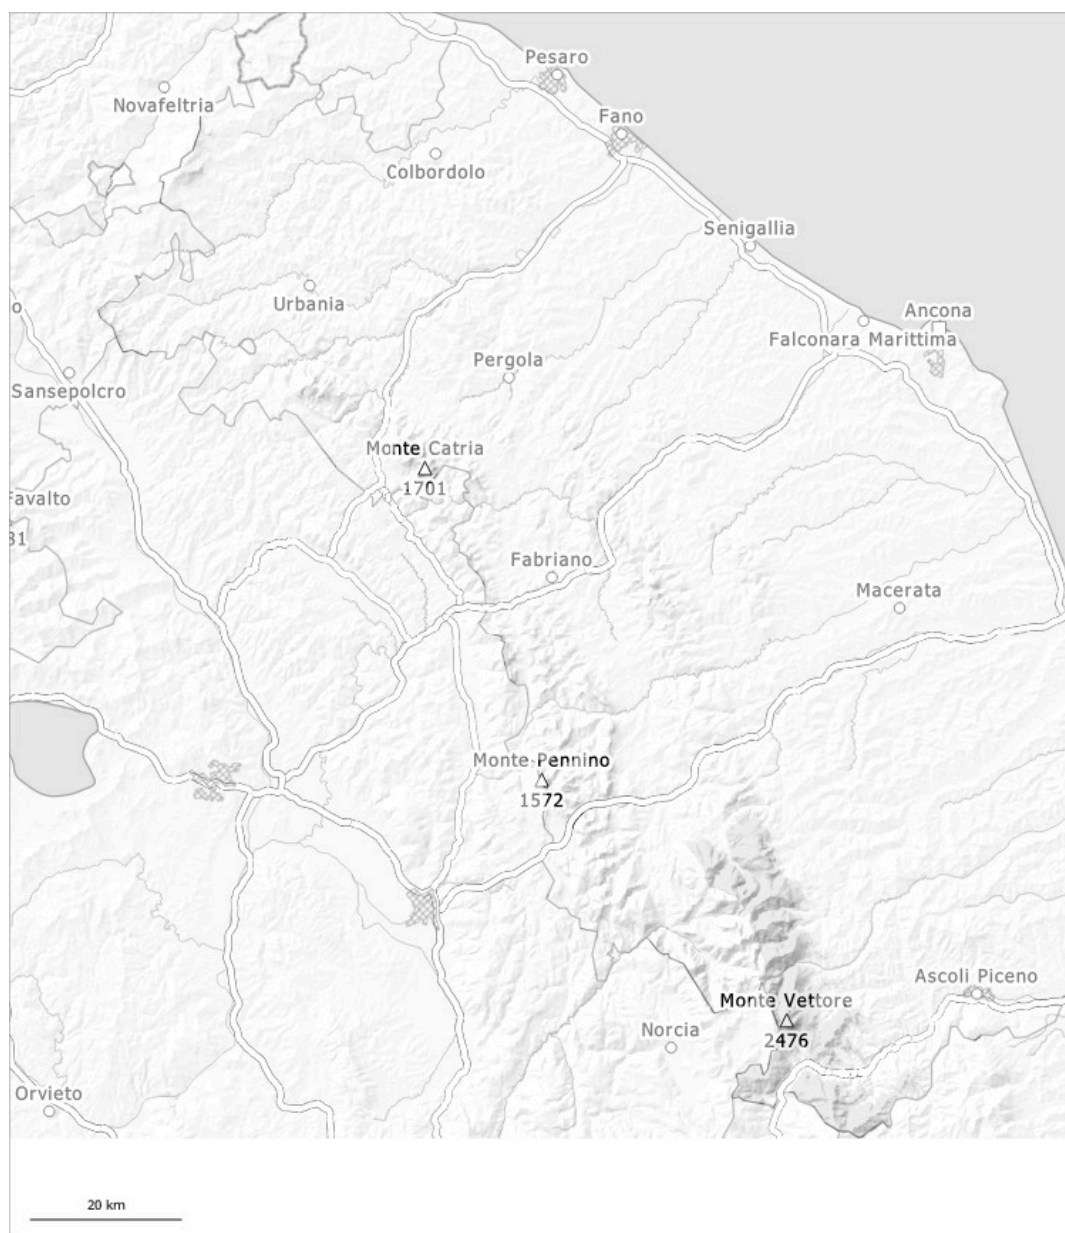 Pesaro
Novafeltria
Fano
Colbordolo
Senigallia
Urbania
o
Ancona
Falconara Marittima
Pergola
Sansepolcro
Monte Catria
1701
Favalto
31
Fabriano
Macerata
Monte Pennino
1572
Ascoli Piceno
Monte Vettore
2476
Norcia
Orvieto
20 km